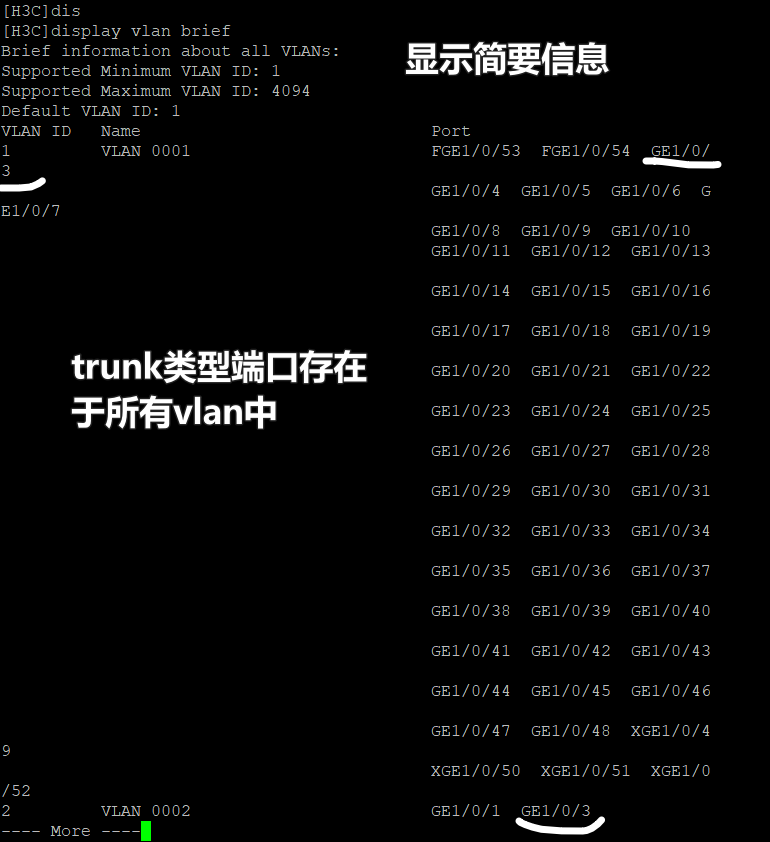 [H3C]dis
[H3C]display vlan brief
Brief information about all VLANs:
Supported Minimum VLAN ID: 1
显示简要信息
Supported Maximum VLAN ID: 4094
Default VLAN ID: 1
VLAN ID   Name                             Port
1         VLAN 0001                        FGE1/0/53  FGE1/0/54  GE1/0/
3
                                           GE1/0/4  GE1/0/5  GE1/0/6  G
E1/0/7
                                           GE1/0/8  GE1/0/9  GE1/0/10
                                           GE1/0/11  GE1/0/12  GE1/0/13
                                           GE1/0/14  GE1/0/15  GE1/0/16
                                           GE1/0/17  GE1/0/18  GE1/0/19
trunk类型端口存在
于所有vlan中
                                           GE1/0/20  GE1/0/21  GE1/0/22
                                           GE1/0/23  GE1/0/24  GE1/0/25
                                           GE1/0/26  GE1/0/27  GE1/0/28
                                           GE1/0/29  GE1/0/30  GE1/0/31
                                           GE1/0/32  GE1/0/33  GE1/0/34
                                           GE1/0/35  GE1/0/36  GE1/0/37
                                           GE1/0/38  GE1/0/39  GE1/0/40
                                           GE1/0/41  GE1/0/42  GE1/0/43
                                           GE1/0/44  GE1/0/45  GE1/0/46
                                           GE1/0/47  GE1/0/48  XGE1/0/4
9
                                           XGE1/0/50  XGE1/0/51  XGE1/0
/52
2         VLAN 0002                        GE1/0/1  GE1/0/3
---- More ----